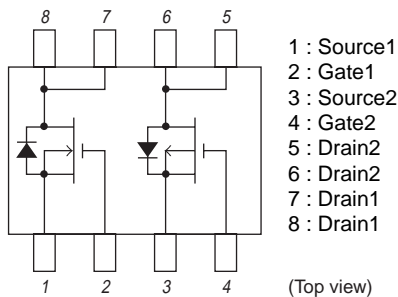 8 7 6 5
1 : Source1
2 : Gate1
3 : Source2
4 : Gate2
5 : Drain2
6 : Drain2
7 : Drain1
8 : Drain1
1 2 3 4
(Top view)